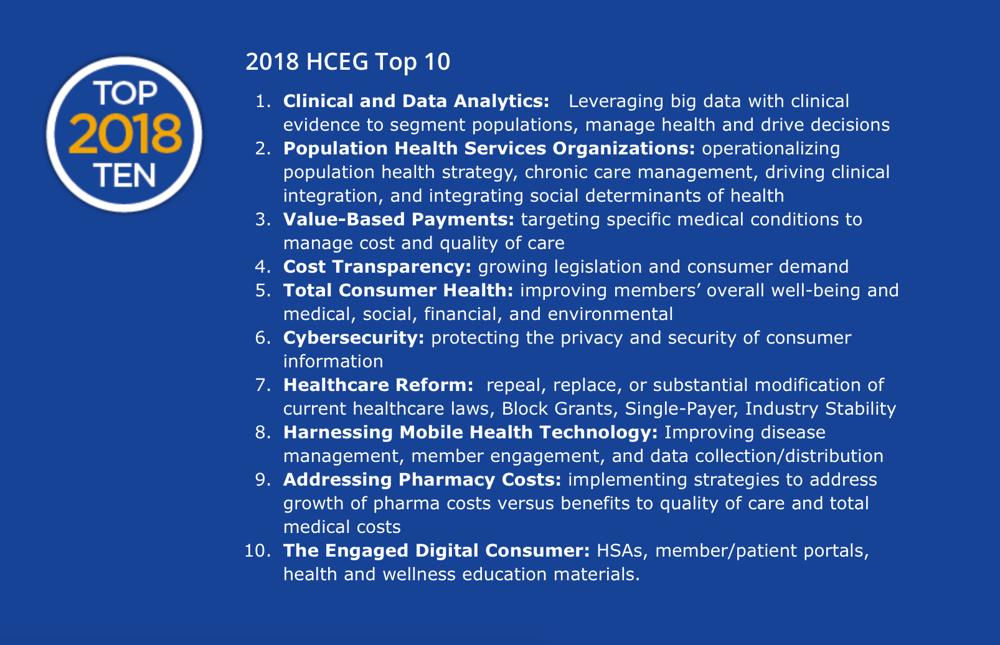 TOP
2018
TEN
2018 HCEG Top 10
1. Clinical and Data Analytics: Leveraging big data with clinical
evidence to segment populations, manage health and drive decisions
2. Population Health Services Organizations: operationalizing
population health strategy, chronic care management, driving clinical
integration, and integrating social determinants of health
3. Value-Based Payments: targeting specific medical conditions to
manage cost and quality of care
4. Cost Transparency: growing legislation and consumer demand
5. Total Consumer Health: improving members’ overall well-being and
medical, social, financial, and environmental
6. Cybersecurity: protecting the privacy and security of consumer
information
7. Healthcare Reform: repeal, replace, or substantial modification of
current healthcare laws, Block Grants, Single-Payer, Industry Stability
8. Harnessing Mobile Health Technology: Improving disease
management, member engagement, and data collection/distribution
9. Addressing Pharmacy Costs: implementing strategies to address
growth of pharma costs versus benefits to quality of care and total
medical costs
10. The Engaged Digital Consumer: HSAs, member/patient portals,
health and wellness education materials.